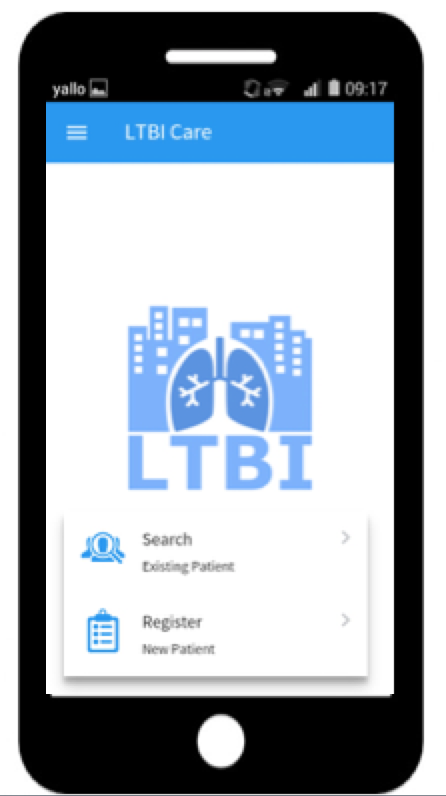 yallo 09:17
LTBI Care
LTBI
Search
Existing Patient
Register
New Patient